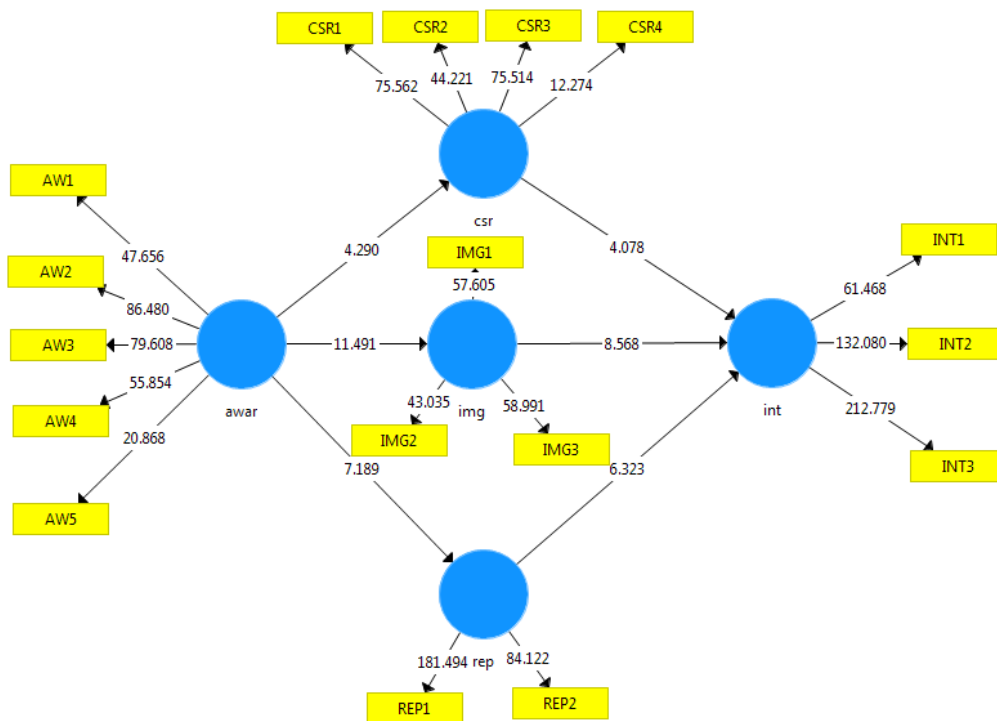 CSR1
CSR2
CSR3
CSR4
75.562
44.221
75.514
12.274
csr
AW1
AW2
AW3
AW4
AW5
47.656
86.480
79.608
55.854
20.868
awar
4.290
11.491
7.189
IMG1
57.605
43.035
img
58.991
IMG2
IMG3
4.078
8.568
6.323
int
61.468
132.080
212.779
INT1
INT2
INT3
181.494 rep
84.122
REP1
REP2